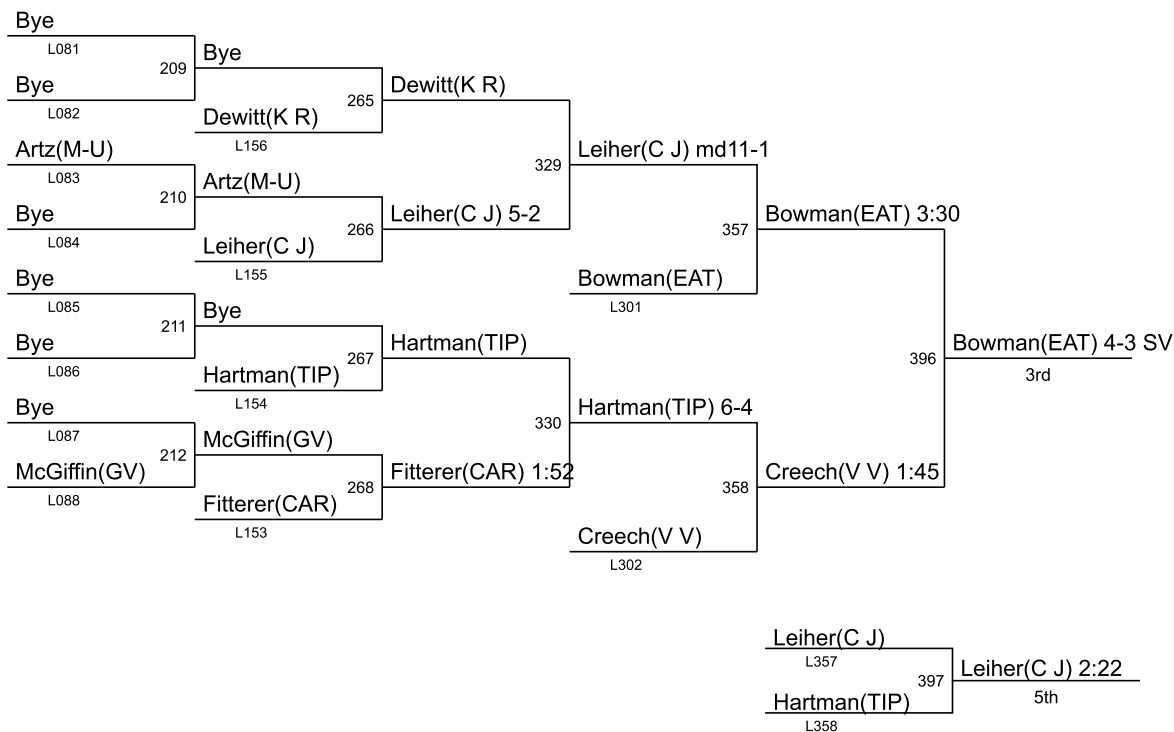 Bye
L081
Bye
209
Bye
L082
Dewitt(K R)
265
Dewitt(K R)
L156
Artz(M-U)
L083
Leiher(C J) md11-1
329
Artz(M-U)
210
Bye
L084
Leiher(C J) 5-2
266
Leiher(C J)
L155
Bowman(EAT) 3:30
357
Bowman(EAT)
L301
Bye
L085
Bye
211
Bye
L086
Hartman(TIP)
267
Hartman(TIP)
L154
Bowman(EAT) 4-3 SV
396
3rd
Bye
L087
Hartman(TIP) 6-4
330
McGiffin(GV)
212
McGiffin(GV)
L088
Fitterer(CAR) 1:52
268
Fitterer(CAR)
L153
Creech(V V) 1:45
358
Creech(V V)
L302
Leiher(C J)
L357
Leiher(C J) 2:22
397
5th
Hartman(TIP)
L358